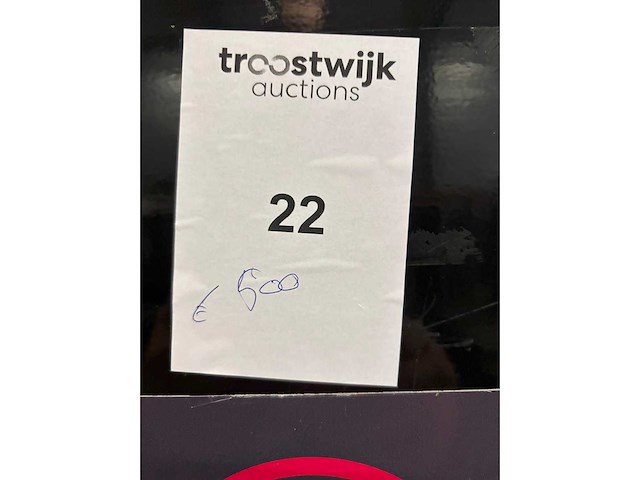 troostwijk
auctions
22
€ 500